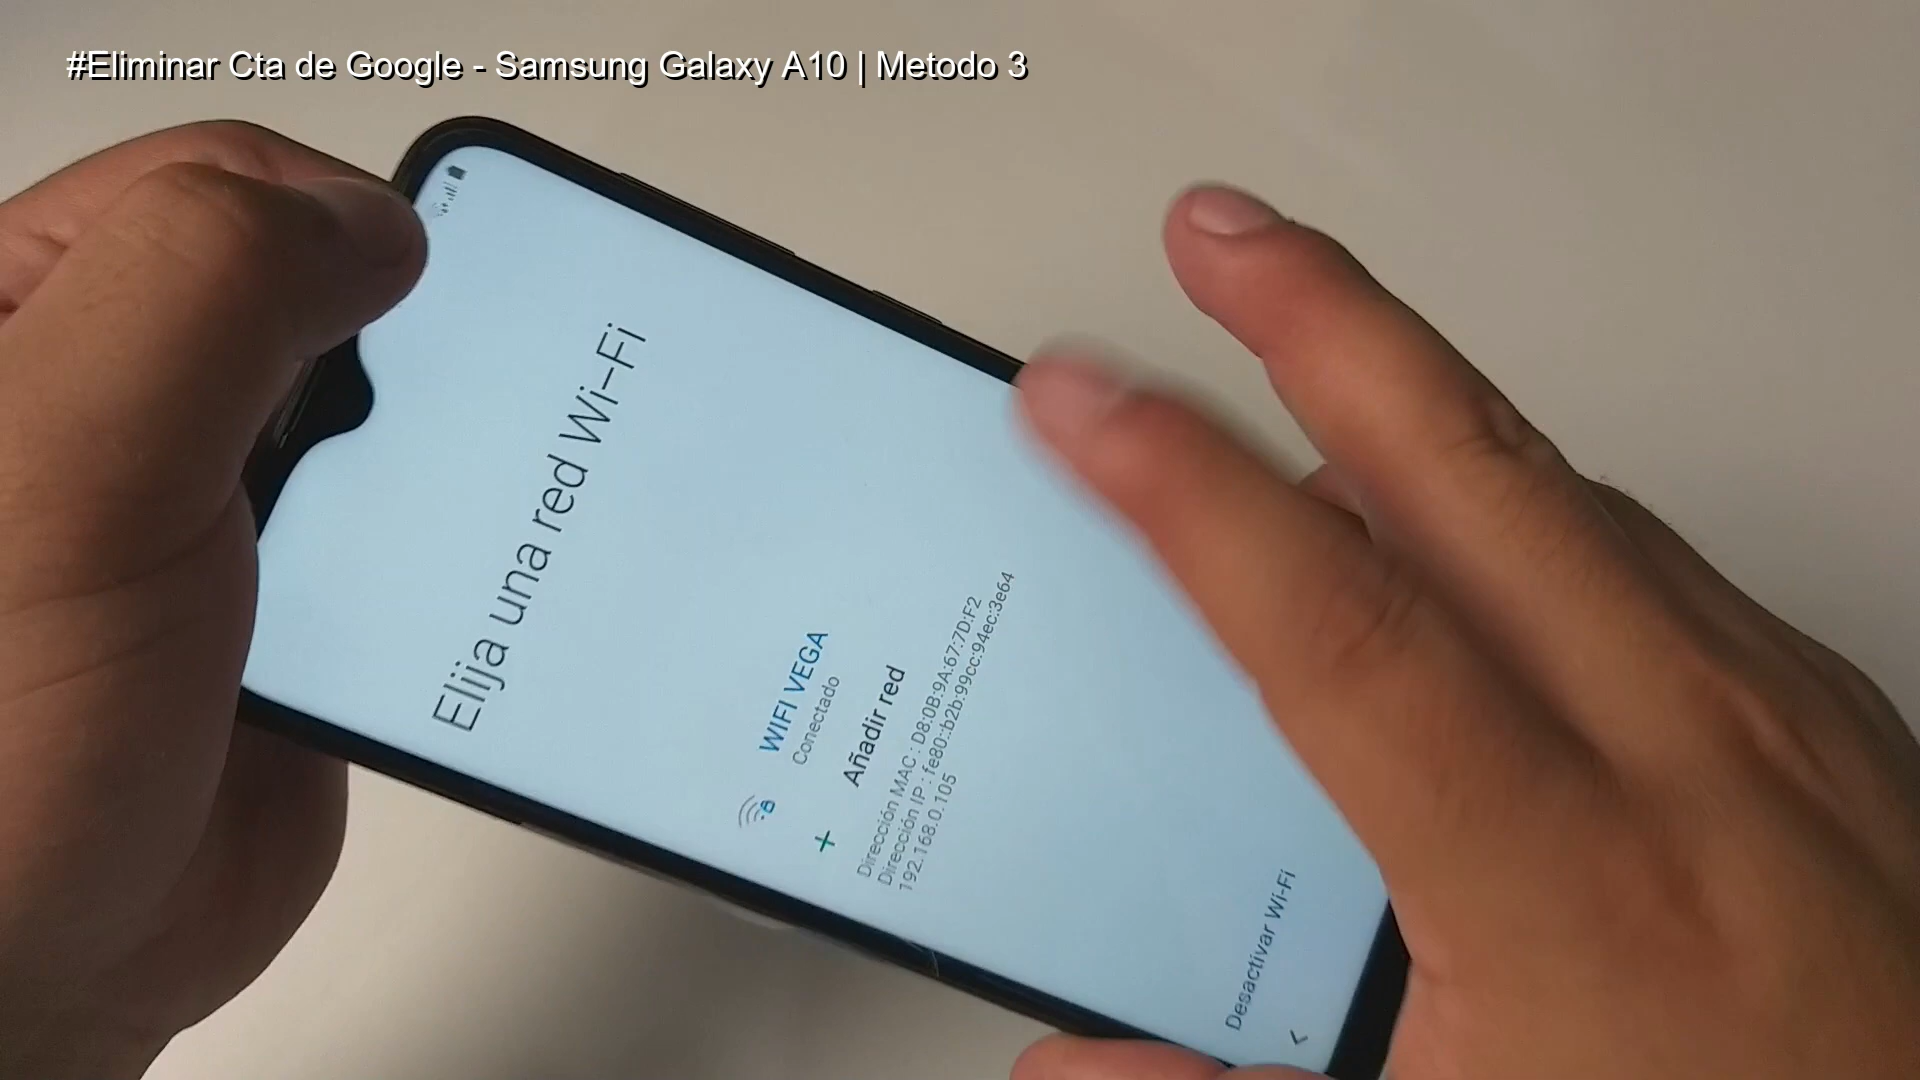 #Eliminar Cta de Google - Samsung Galaxy A10 | Metodo 3
Elija una red Wi-Fi
WIFI VEGA
Conectado
Añadir red
Dirección MAC : D8:0B:9A:67:7D:F2
Dirección IP : fe80::b2b:99cc:94ec:3e64
192.168.0.105
Desactivar Wi-Fi